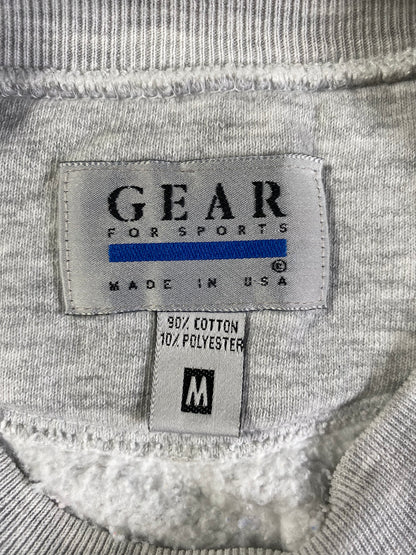 GEAR
FOR SPORTS
©
MADE IN USA
90% COTTON
10% POLYESTER
M